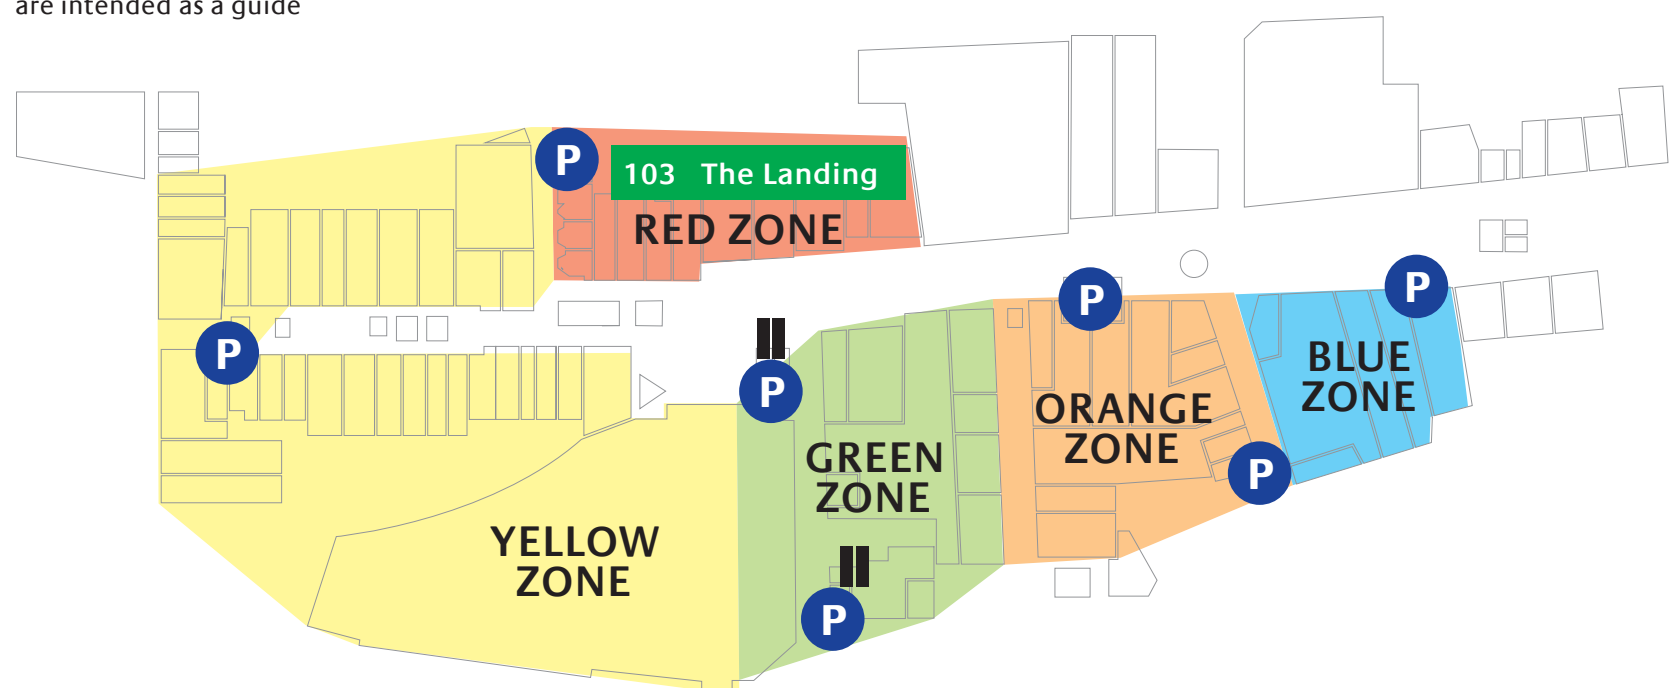 are intended as a guide
P
103 The Landing
RED ZONE
P
P
P
P
BLUE
ZONE
ORANGE
ZONE
GREEN
ZONE
P
YELLOW
ZONE
P